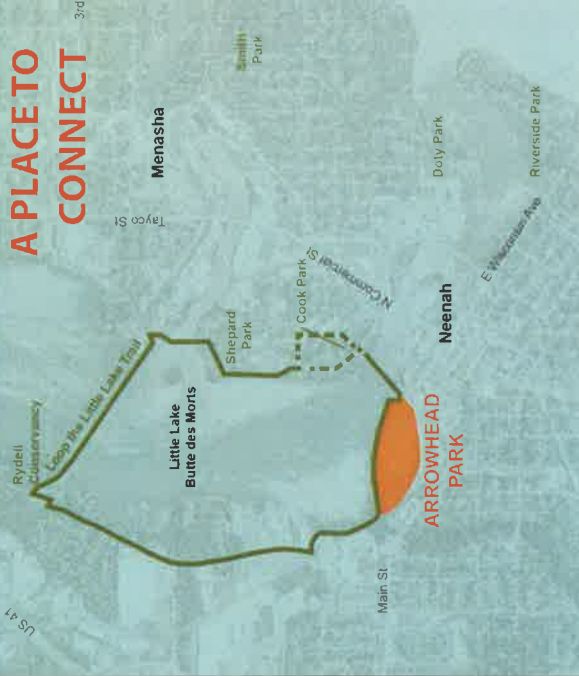 A PLACE TO
CONNECT
3rd
Smith
Park
Menasha
Tayco St
Doty Park
Riverside Park
E Wisconsin Ave
N Commercial St
Cook Park
Neenah
Shepard
Park
Loop the Little Lake Trail
Rydell
Conservancy
Little Lake
Butte des Morts
ARROWHEAD
PARK
Main St
US 41